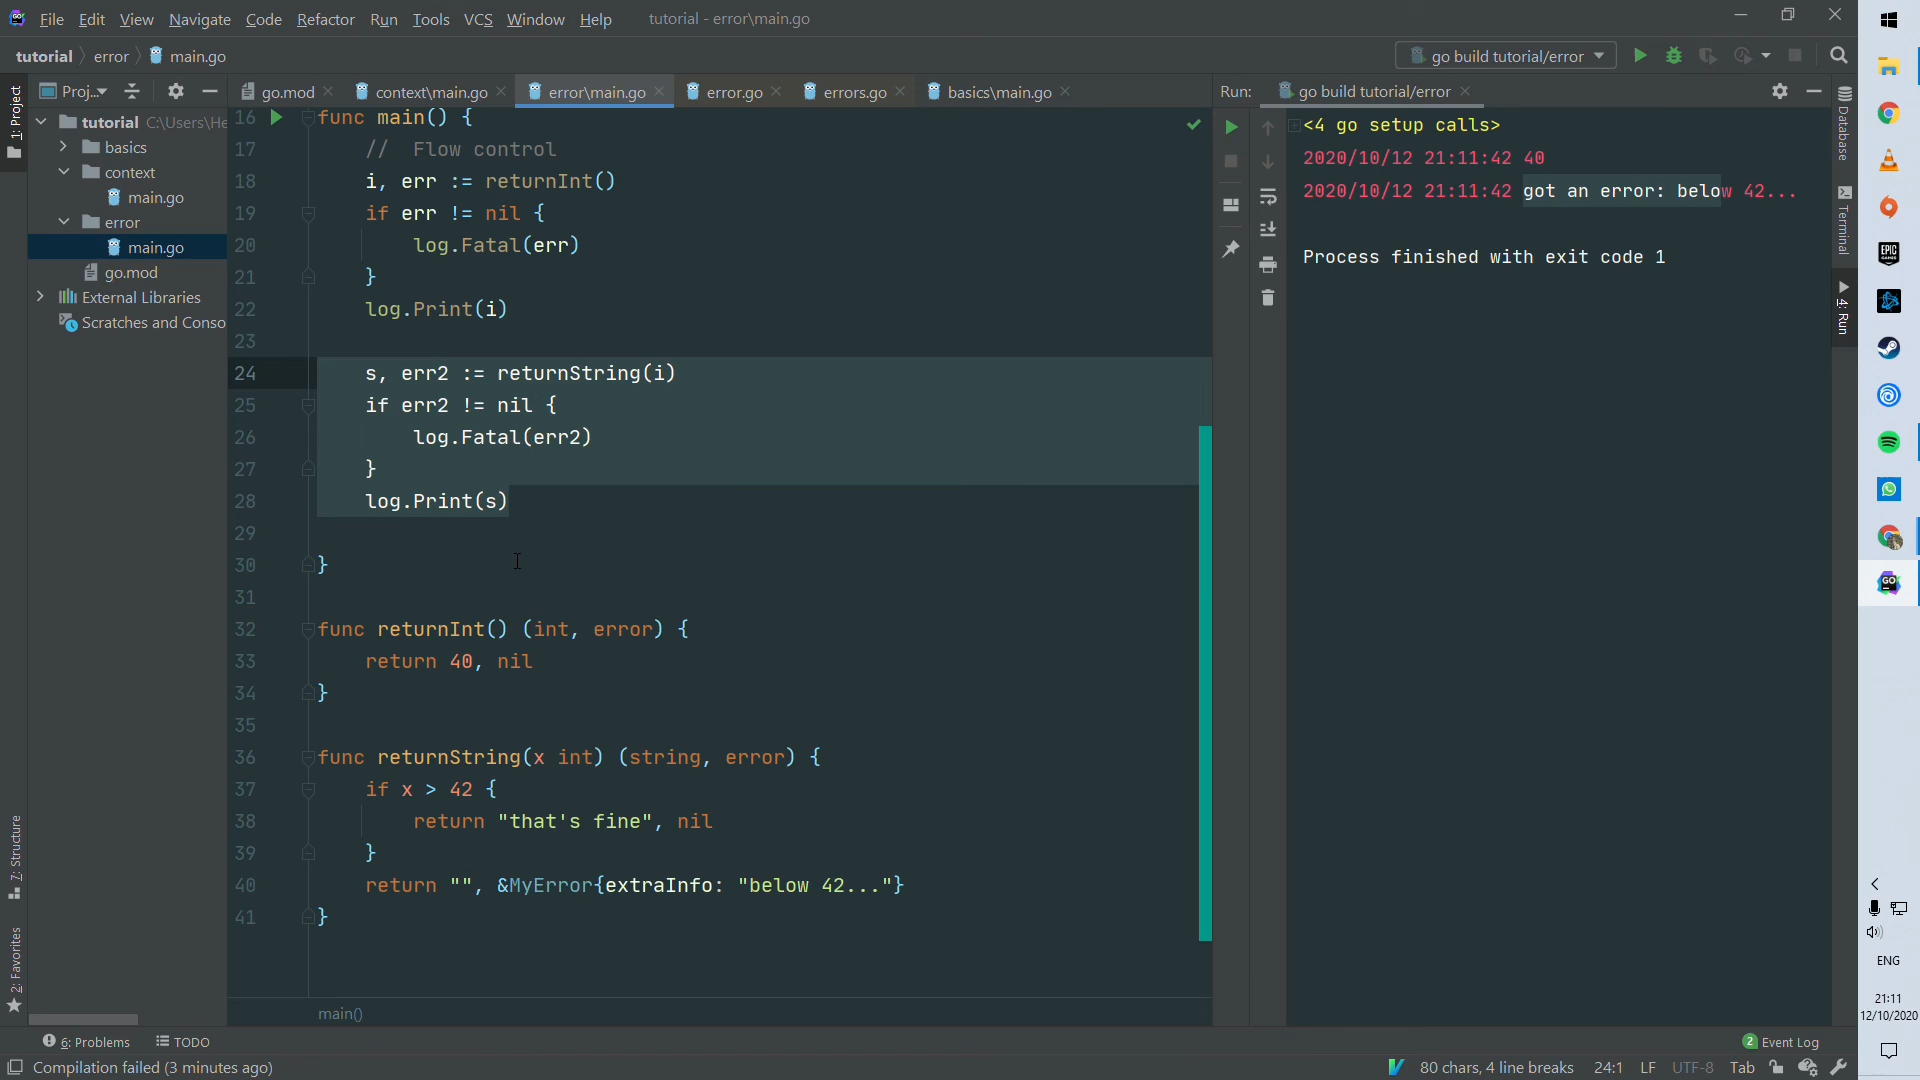 File Edit View Navigate Code Refactor Run Tools VCS Window Help tutorial - error\main.go
tutorial error main.go
go build tutorial/error
1: Project
Proj...
go.mod context\main.go error\main.go error.go errors.go basics\main.go
Run: go build tutorial/error
tutorial C:\Users\He
basics
context
main.go
error
main.go
go.mod
External Libraries
Scratches and Conso
16 func main() {
17 // Flow control
18 i, err := returnInt()
19 if err != nil {
20 log.Fatal(err)
21 }
22 log.Print(i)
23
24 s, err2 := returnString(i)
25 if err2 != nil {
26 log.Fatal(err2)
27 }
28 log.Print(s)
29
30 }
31
32 func returnInt() (int, error) {
33 return 40, nil
34 }
35
36 func returnString(x int) (string, error) {
37 if x > 42 {
38 return "that's fine", nil
39 }
40 return "", &MyError{extraInfo: "below 42..."}
41 }
main()
<4 go setup calls>
2020/10/12 21:11:42 40
2020/10/12 21:11:42 got an error: below 42...
Process finished with exit code 1
Database
Terminal
4: Run
7: Structure
2: Favorites
EPIC
GAMES
GO
ENG
21:11
12/10/2020
6: Problems TODO
2 Event Log
Compilation failed (3 minutes ago)
80 chars, 4 line breaks 24:1 LF UTF-8 Tab